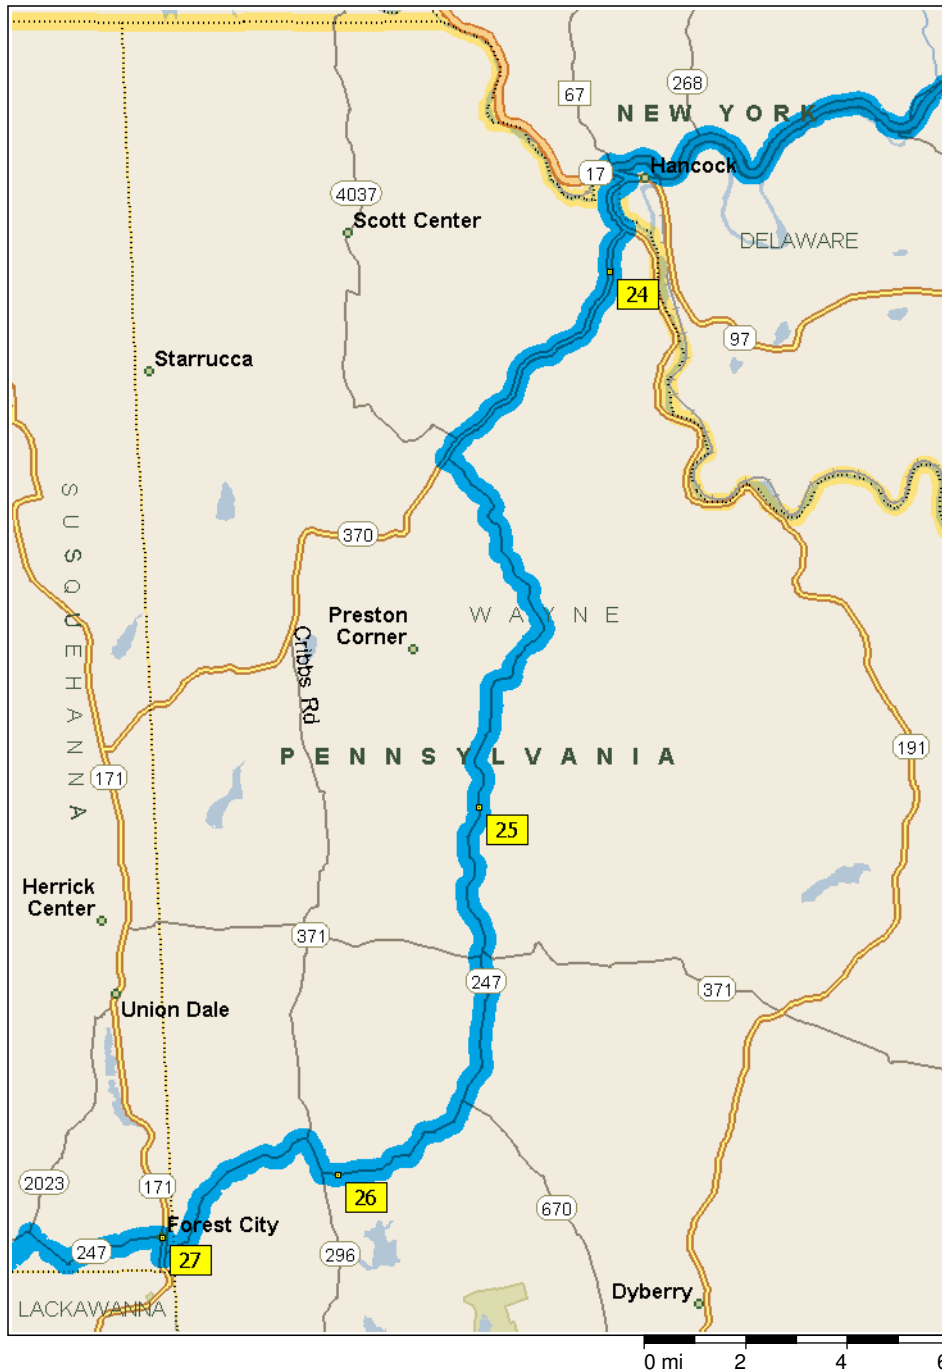 67
268
NEW YORK
17
Hancock
4037
Scott Center
DELAWARE
24
97
Starrucca
SUSQUEHANNA
370
Preston
Corner
WAYNE
Cribbs Rd
PENNSYLVANIA
191
171
25
Herrick
Center
371
247
371
Union Dale
2023
171
26
670
Forest City
247
27
296
Dyberry
LACKAWANNA
0 mi 2 4 6